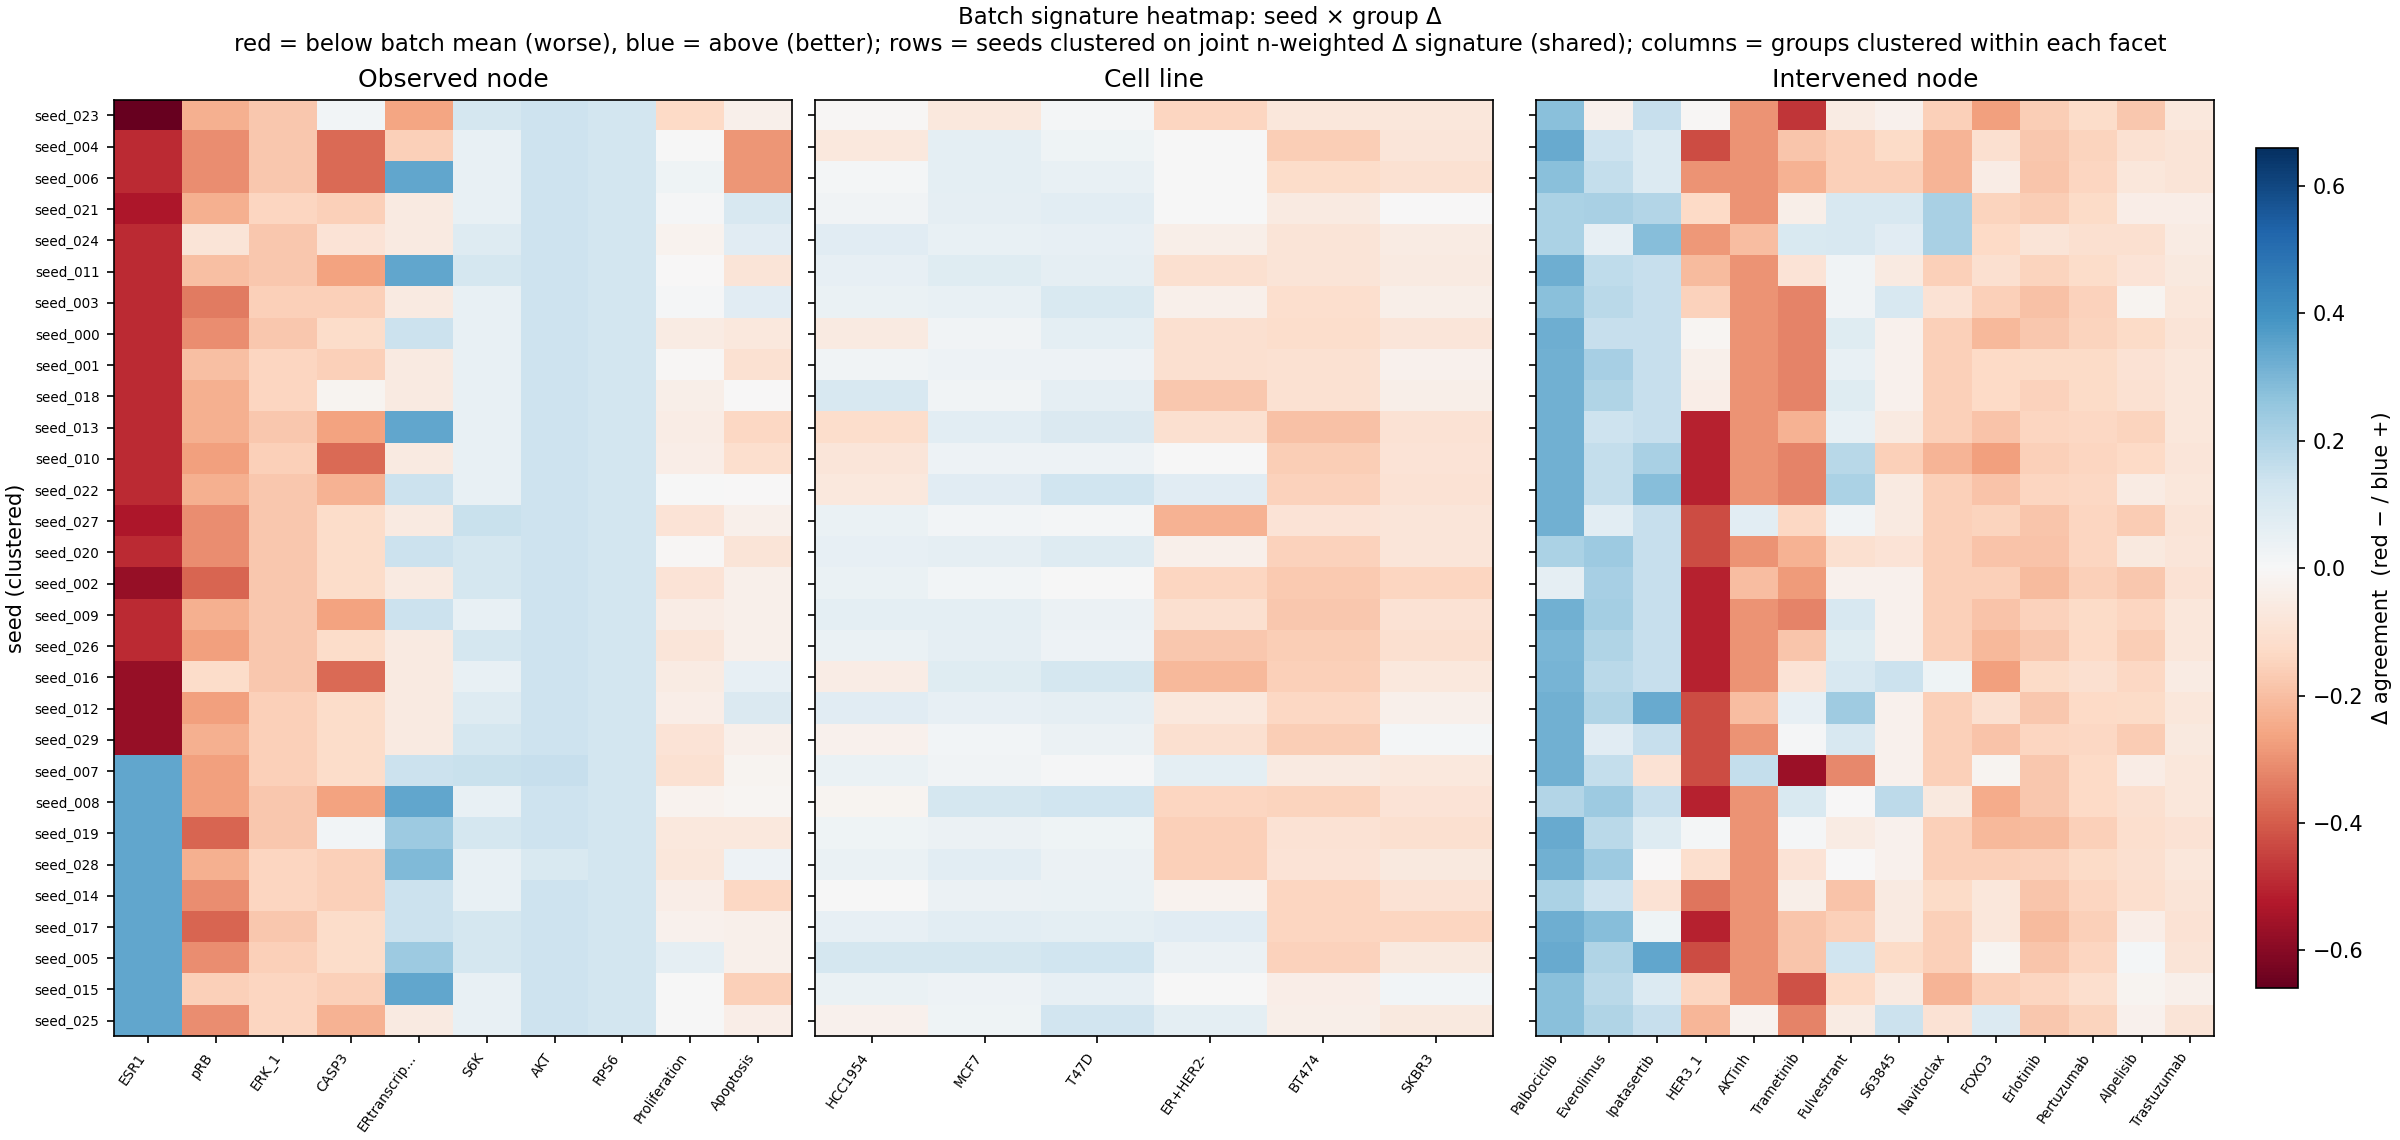 Batch signature heatmap: seed × group Δ
red = below batch mean (worse), blue = above (better); rows = seeds clustered on joint n-weighted Δ signature (shared); columns = groups clustered within each facet
Observed node
Cell line
Intervened node
seed (clustered)
seed_023
seed_004
seed_006
seed_021
seed_024
seed_011
seed_003
seed_000
seed_001
seed_018
seed_013
seed_010
seed_022
seed_027
seed_020
seed_002
seed_009
seed_026
seed_016
seed_012
seed_029
seed_007
seed_008
seed_019
seed_028
seed_014
seed_017
seed_005
seed_015
seed_025
ESR1
pRB
ERK_1
CASP3
ERtranscrip...
S6K
AKT
RPS6
Proliferation
Apoptosis
HCC1954
MCF7
T47D
ER+HER2-
BT474
SKBR3
Palbociclib
Everolimus
Ipatasertib
HER3_1
AKTinh
Trametinib
Fulvestrant
S63845
Navitoclax
FOXO3
Erlotinib
Pertuzumab
Alpelisib
Trastuzumab
0.6
0.4
0.2
0.0
−0.2
−0.4
−0.6
Δ agreement  (red − / blue +)